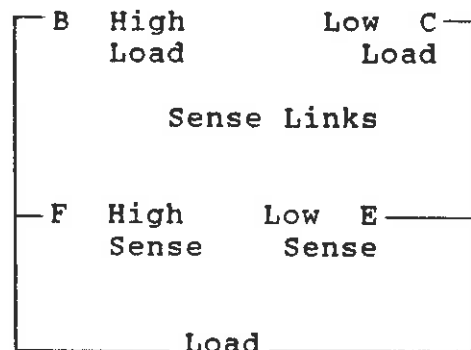 B High Low C
Load Load
Sense Links
F High Low E
Sense Sense
Load